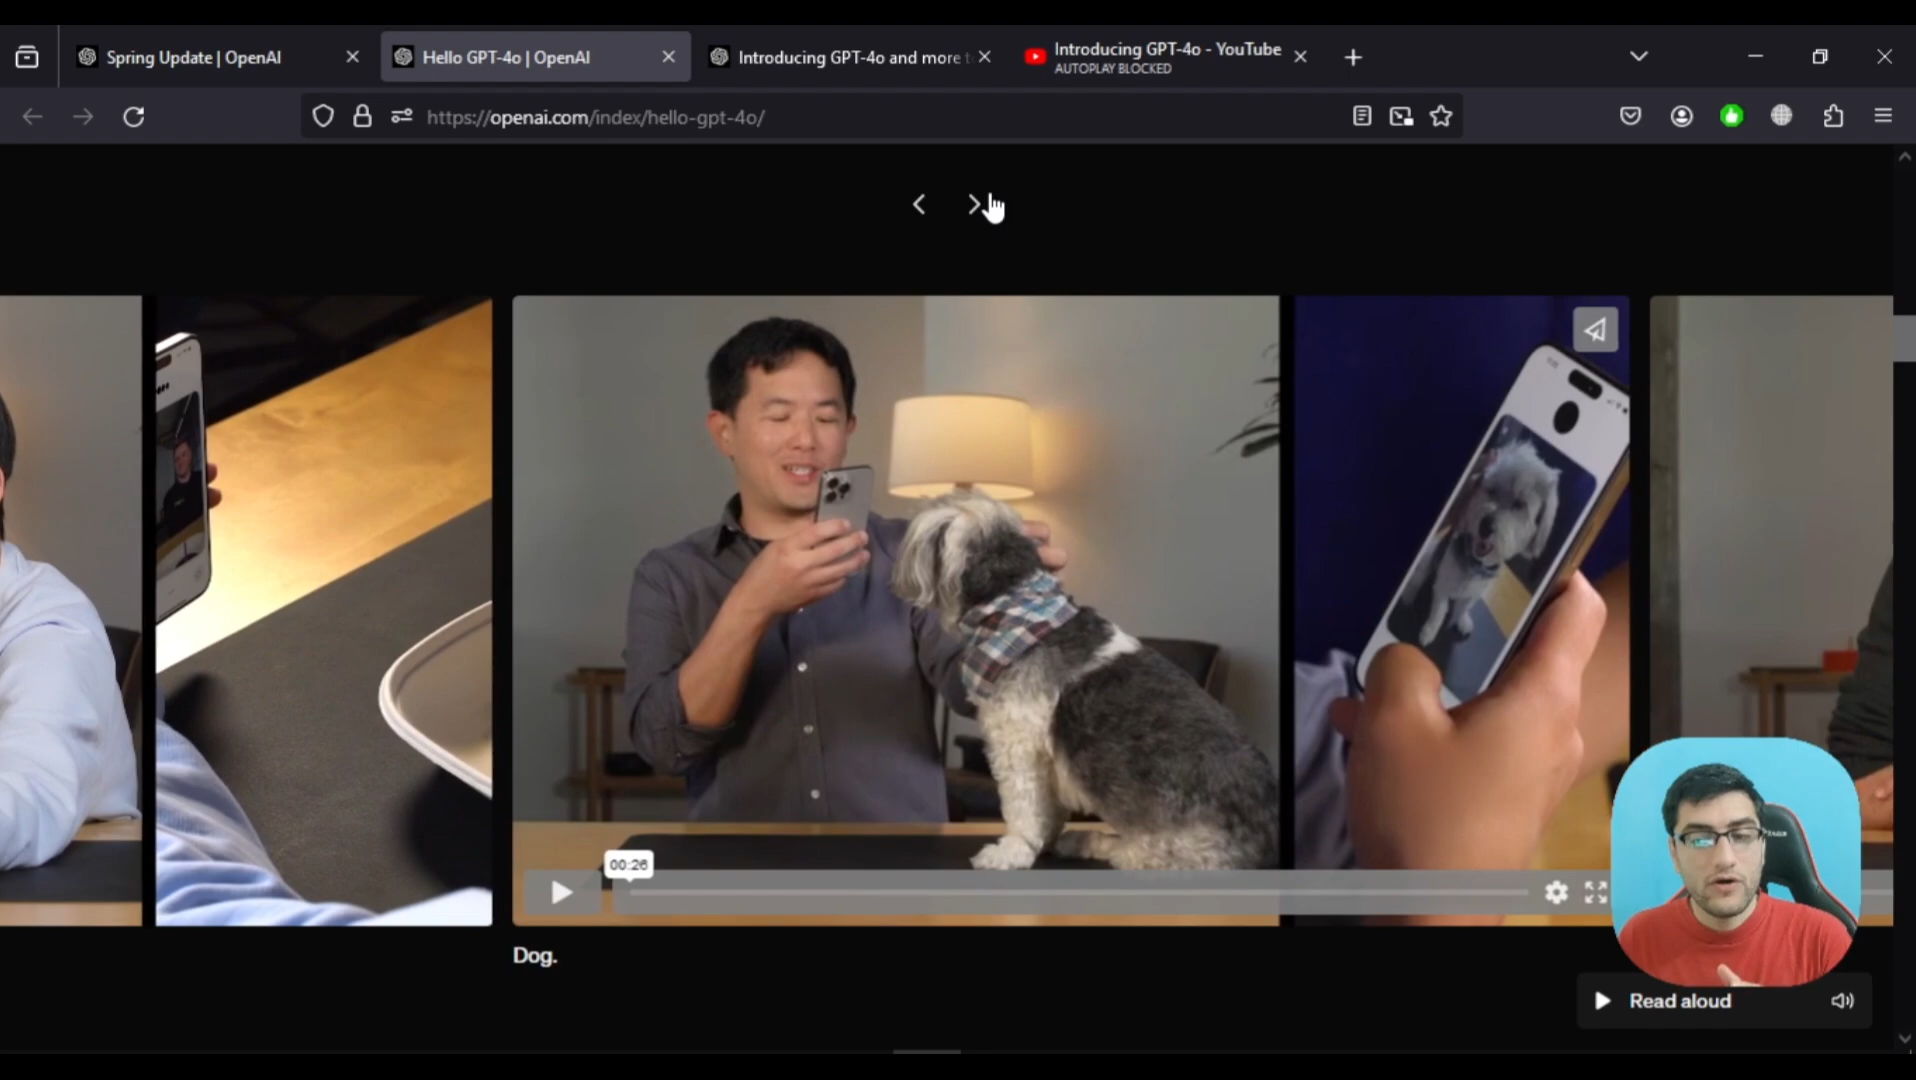 Spring Update | OpenAI
Hello GPT-4o | OpenAI
Introducing GPT-4o and more t
Introducing GPT-4o - YouTube
AUTOPLAY BLOCKED
https://openai.com/index/hello-gpt-4o/
00:26
Dog.
Read aloud